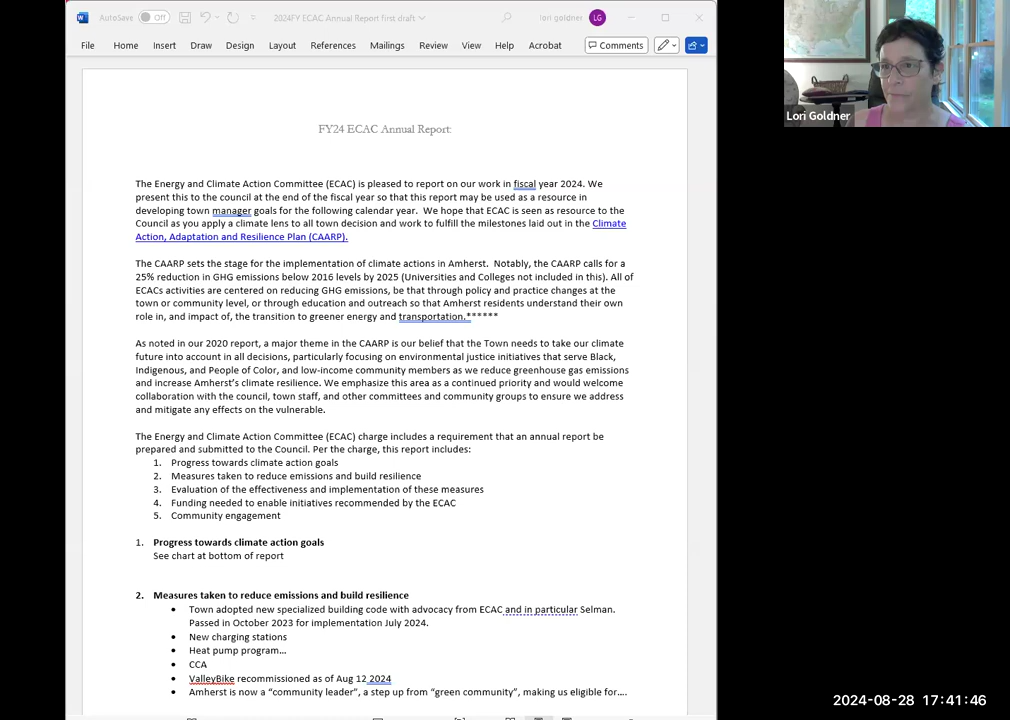 AutoSave Off 2024FY ECAC Annual Report first draft lori goldner LG
File Home Insert Draw Design Layout References Mailings Review View Help Acrobat Comments
FY24 ECAC Annual Report:
The Energy and Climate Action Committee (ECAC) is pleased to report on our work in fiscal year 2024. We
present this to the council at the end of the fiscal year so that this report may be used as a resource in
developing town manager goals for the following calendar year. We hope that ECAC is seen as resource to the
Council as you apply a climate lens to all town decision and work to fulfill the milestones laid out in the Climate
Action, Adaptation and Resilience Plan (CAARP).
The CAARP sets the stage for the implementation of climate actions in Amherst. Notably, the CAARP calls for a
25% reduction in GHG emissions below 2016 levels by 2025 (Universities and Colleges not included in this). All of
ECACs activities are centered on reducing GHG emissions, be that through policy and practice changes at the
town or community level, or through education and outreach so that Amherst residents understand their own
role in, and impact of, the transition to greener energy and transportation.******
As noted in our 2020 report, a major theme in the CAARP is our belief that the Town needs to take our climate
future into account in all decisions, particularly focusing on environmental justice initiatives that serve Black,
Indigenous, and People of Color, and low-income community members as we reduce greenhouse gas emissions
and increase Amherst's climate resilience. We emphasize this area as a continued priority and would welcome
collaboration with the council, town staff, and other committees and community groups to ensure we address
and mitigate any effects on the vulnerable.
The Energy and Climate Action Committee (ECAC) charge includes a requirement that an annual report be
prepared and submitted to the Council. Per the charge, this report includes:
1. Progress towards climate action goals
2. Measures taken to reduce emissions and build resilience
3. Evaluation of the effectiveness and implementation of these measures
4. Funding needed to enable initiatives recommended by the ECAC
5. Community engagement
1. Progress towards climate action goals
See chart at bottom of report
2. Measures taken to reduce emissions and build resilience
• Town adopted new specialized building code with advocacy from ECAC and in particular Selman.
Passed in October 2023 for implementation July 2024.
• New charging stations
• Heat pump program…
• CCA
• ValleyBike recommissioned as of Aug 12 2024
• Amherst is now a "community leader", a step up from "green community", making us eligible for….
Lori Goldner
2024-08-28 17:41:46